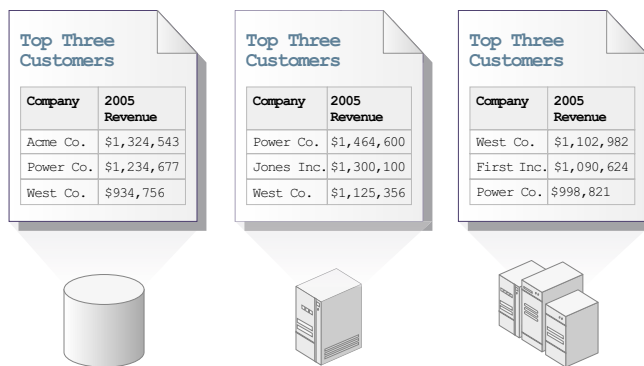 Top Three
Customers
Company 2005
Revenue
Acme Co. $1,324,543
Power Co. $1,234,677
West Co. $934,756
Top Three
Customers
Company 2005
Revenue
Power Co. $1,464,600
Jones Inc. $1,300,100
West Co. $1,125,356
Top Three
Customers
Company 2005
Revenue
West Co. $1,102,982
First Inc. $1,090,624
Power Co. $998,821